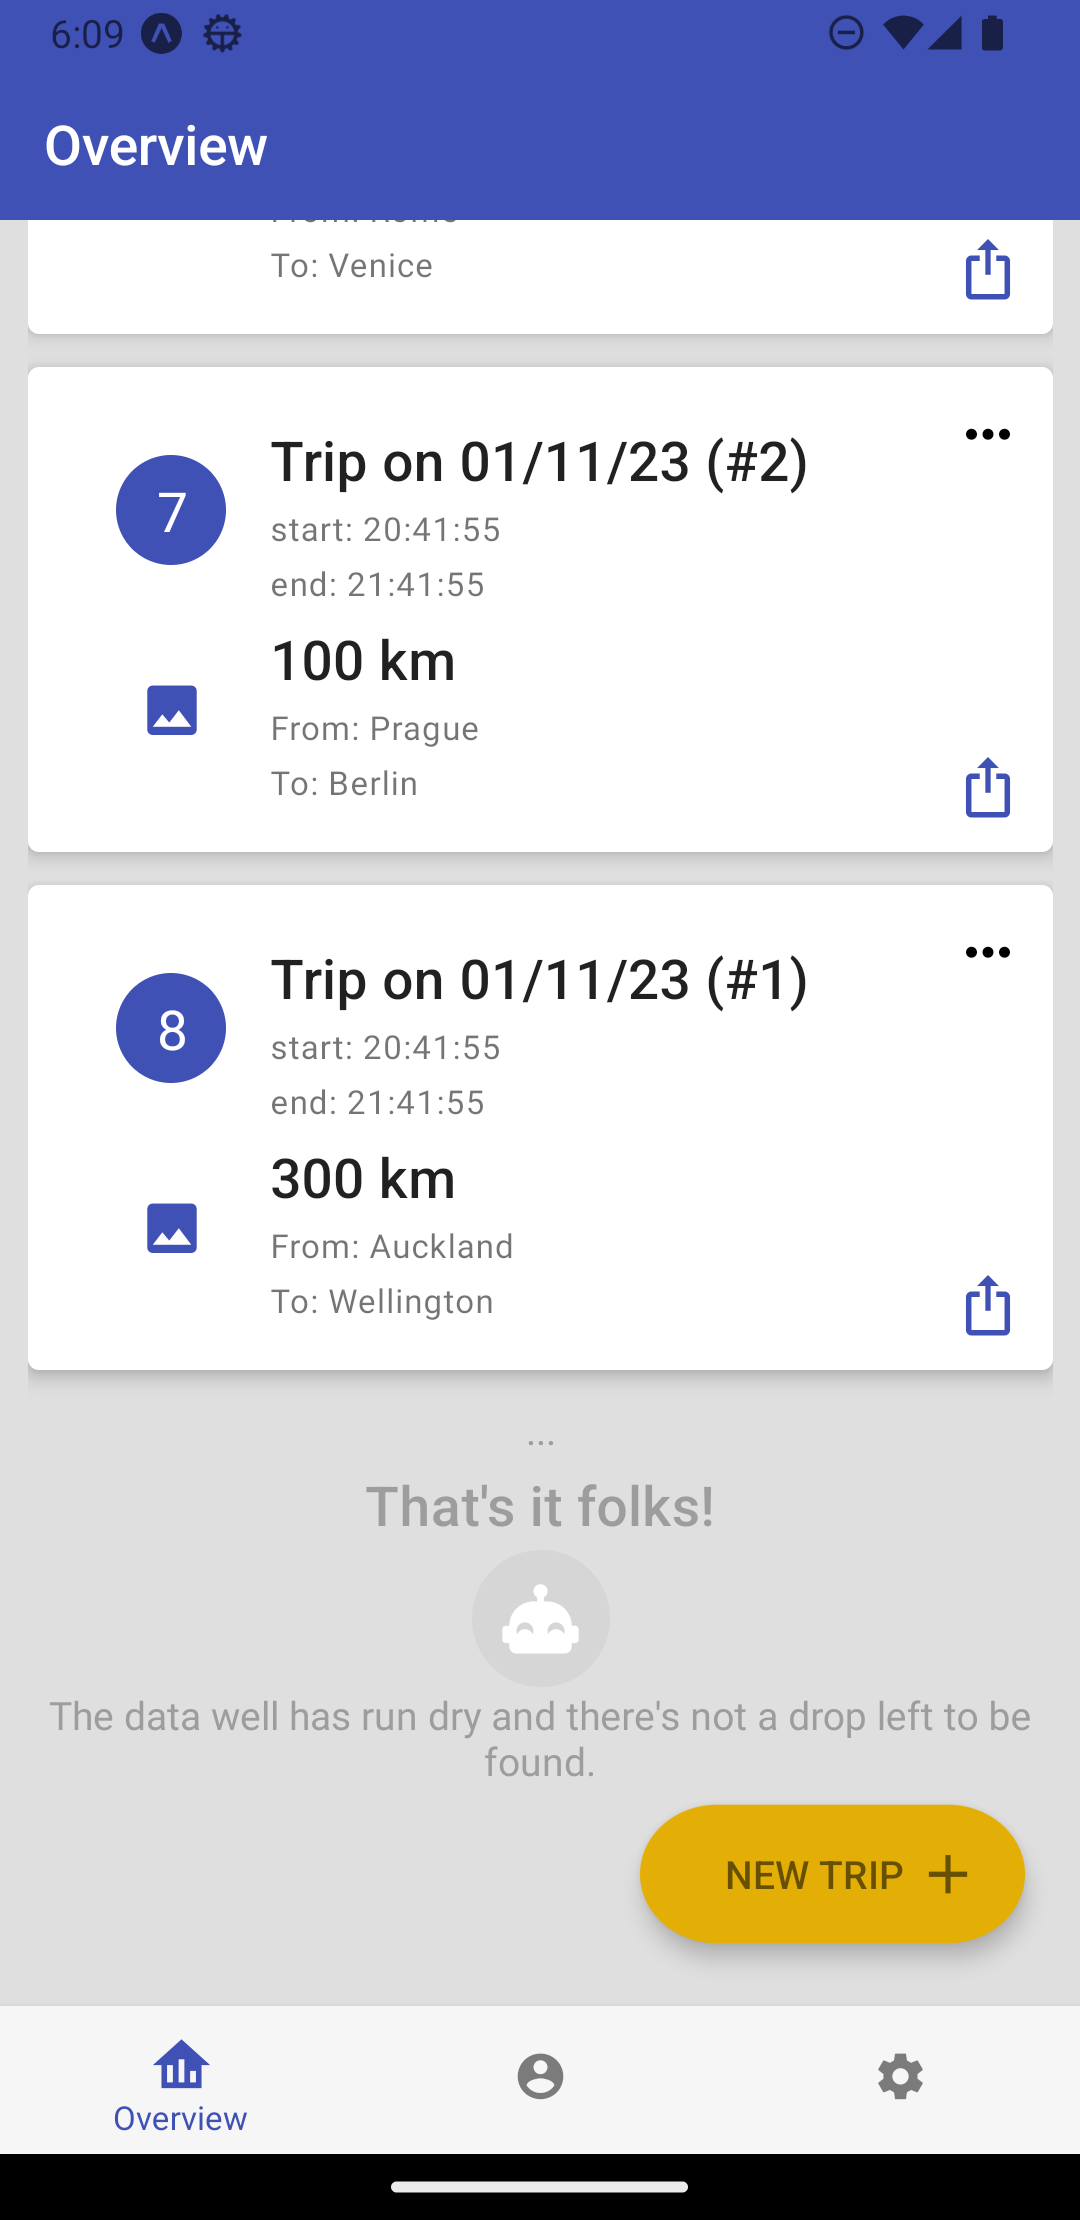 6:09
Overview
To: Venice
Trip on 01/11/23 (#2)
7
start: 20:41:55
end: 21:41:55
100 km
From: Prague
To: Berlin
Trip on 01/11/23 (#1)
8
start: 20:41:55
end: 21:41:55
300 km
From: Auckland
To: Wellington
...
That's it folks!
The data well has run dry and there's not a drop left to be
found.
NEW TRIP
Overview